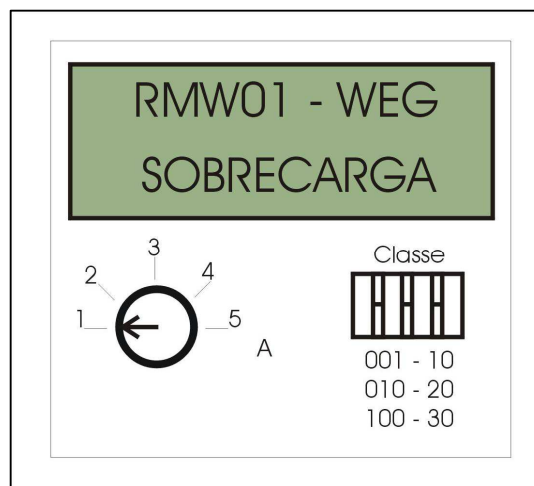 RMW01 - WEG
SOBRECARGA
3
2
4
1
5
A
Classe
001 - 10
010 - 20
100 - 30